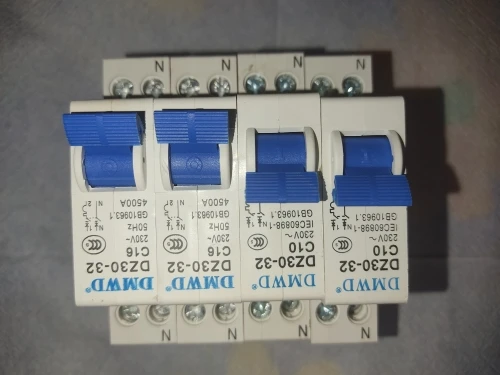 N
N
N
N
DMWD®
DZ30-32
C10
230V~
IEC60898-1
GB10963.1
DMWD®
DZ30-32
C10
230V~
IEC60898-1
GB10963.1
DMWD®
DZ30-32
C16
230V~
50Hz
GB10963.1
4500A
DMWD®
DZ30-32
C16
230V~
50Hz
GB10963.1
4500A
N
N
N
N